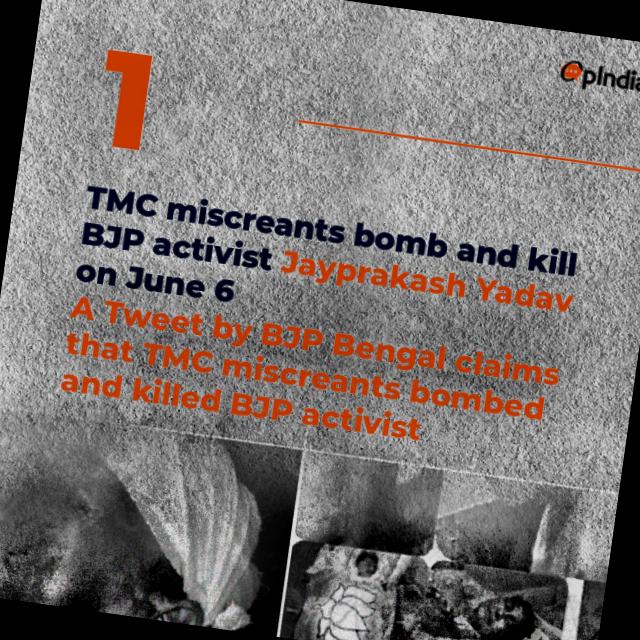 1
OpIndia
TMC miscreants bomb and kill
BJP activist Jayprakash Yadav
on June 6
A Tweet by BJP Bengal claims
that TMC miscreants bombed
and killed BJP activist